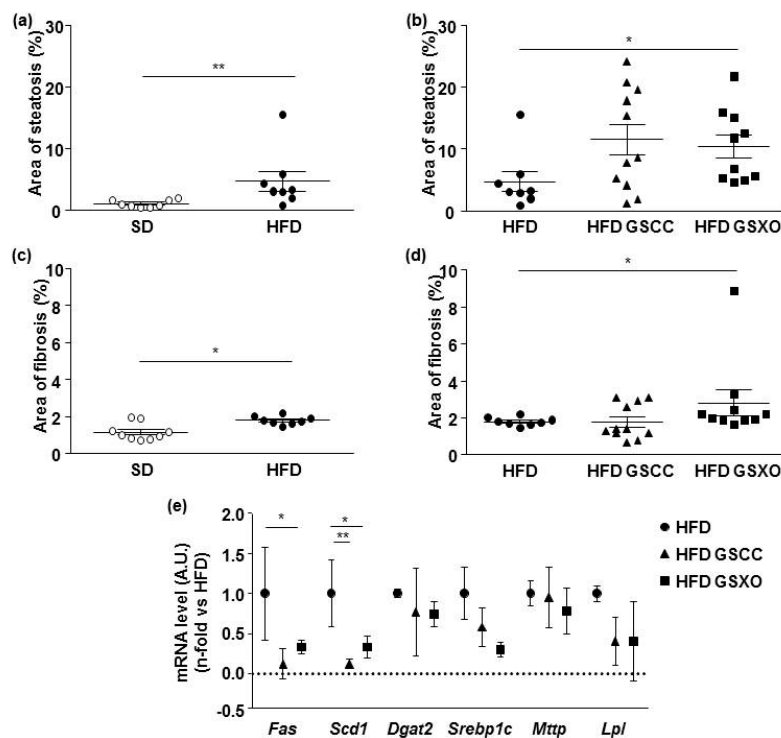 (a)
Area of steatosis (%)
30
20
10
0
**
SD
HFD
(b)
Area of steatosis (%)
30
20
10
0
*
HFD
HFD GSCC
HFD GSXO
(c)
Area of fibrosis (%)
10
8
6
4
2
0
*
SD
HFD
(d)
Area of fibrosis (%)
10
8
6
4
2
0
*
HFD
HFD GSCC
HFD GSXO
(e)
mRNA level (A.U.)
(n-fold vs HFD)
2.0
1.5
1.0
0.5
0.0
-0.5
*
*
**
Fas
Scd1
Dgat2
Srebp1c
Mttp
Lpl
HFD
HFD GSCC
HFD GSXO